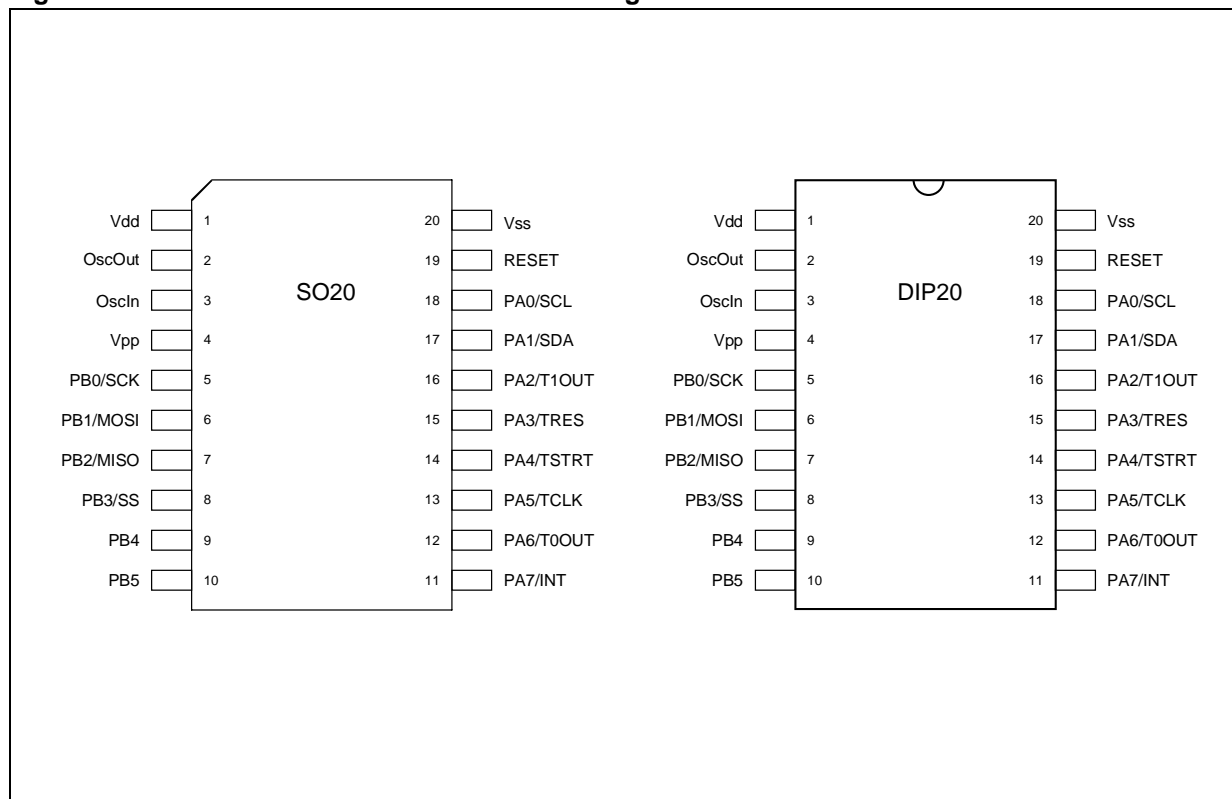 Vdd 1 20 Vss
OscOut 2 19 RESET
OscIn 3 SO20 18 PA0/SCL
Vpp 4 17 PA1/SDA
PB0/SCK 5 16 PA2/T1OUT
PB1/MOSI 6 15 PA3/TRES
PB2/MISO 7 14 PA4/TSTRT
PB3/SS 8 13 PA5/TCLK
PB4 9 12 PA6/T0OUT
PB5 10 11 PA7/INT
Vdd 1 20 Vss
OscOut 2 19 RESET
OscIn 3 DIP20 18 PA0/SCL
Vpp 4 17 PA1/SDA
PB0/SCK 5 16 PA2/T1OUT
PB1/MOSI 6 15 PA3/TRES
PB2/MISO 7 14 PA4/TSTRT
PB3/SS 8 13 PA5/TCLK
PB4 9 12 PA6/T0OUT
PB5 10 11 PA7/INT